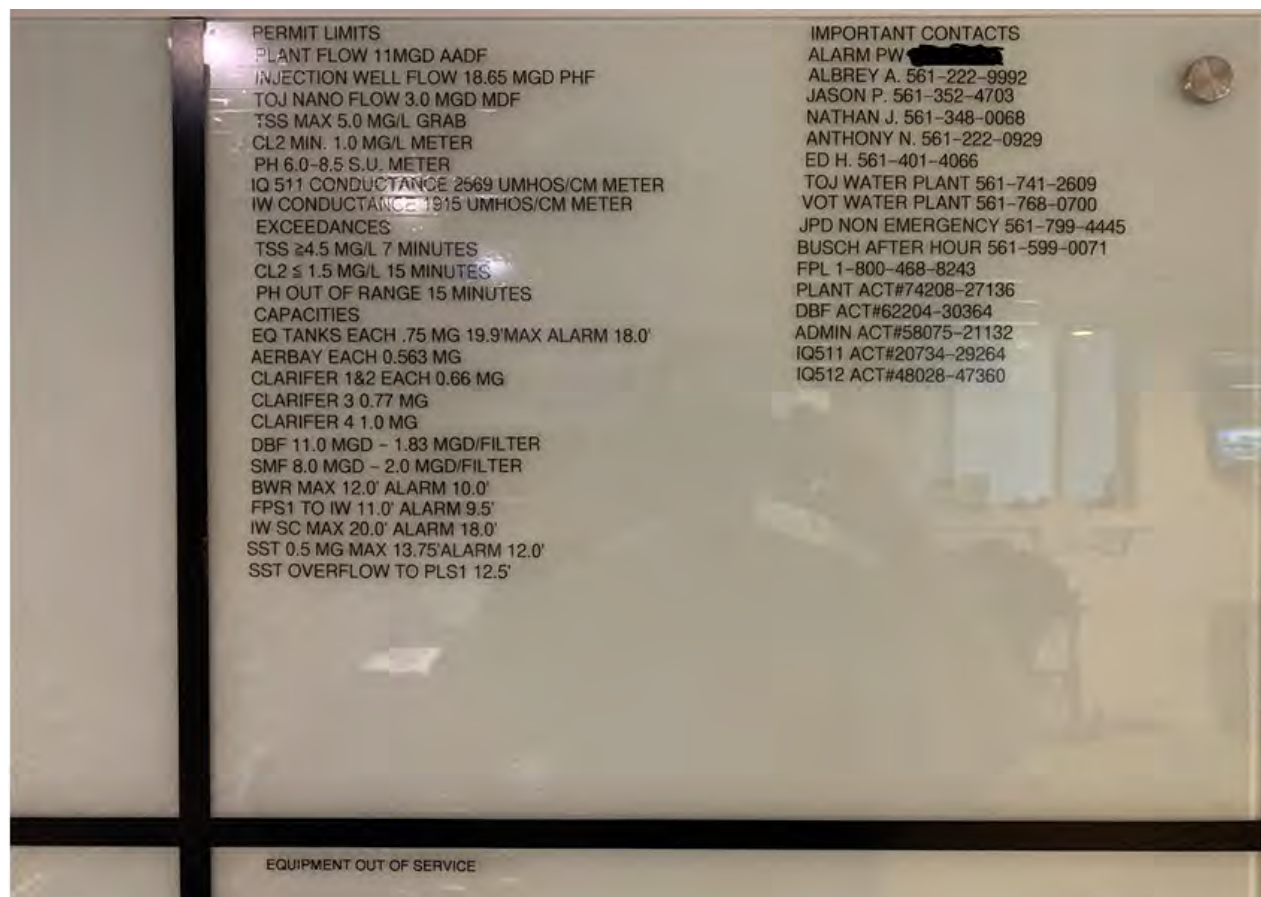 PERMIT LIMITS
PLANT FLOW 11MGD AADF
INJECTION WELL FLOW 18.65 MGD PHF
TOJ NANO FLOW 3.0 MGD MDF
TSS MAX 5.0 MG/L GRAB
CL2 MIN. 1.0 MG/L METER
PH 6.0-8.5 S.U. METER
IQ 511 CONDUCTANCE 2569 UMHOS/CM METER
IW CONDUCTANCE 1915 UMHOS/CM METER
EXCEEDANCES
TSS ≥4.5 MG/L 7 MINUTES
CL2 ≤ 1.5 MG/L 15 MINUTES
PH OUT OF RANGE 15 MINUTES
CAPACITIES
EQ TANKS EACH .75 MG 19.9'MAX ALARM 18.0'
AERBAY EACH 0.563 MG
CLARIFER 1&2 EACH 0.66 MG
CLARIFER 3 0.77 MG
CLARIFER 4 1.0 MG
DBF 11.0 MGD - 1.83 MGD/FILTER
SMF 8.0 MGD - 2.0 MGD/FILTER
BWR MAX 12.0' ALARM 10.0'
FPS1 TO IW 11.0' ALARM 9.5'
IW SC MAX 20.0' ALARM 18.0'
SST 0.5 MG MAX 13.75'ALARM 12.0'
SST OVERFLOW TO PLS1 12.5'
IMPORTANT CONTACTS
ALARM PW
ALBREY A. 561-222-9992
JASON P. 561-352-4703
NATHAN J. 561-348-0068
ANTHONY N. 561-222-0929
ED H. 561-401-4066
TOJ WATER PLANT 561-741-2609
VOT WATER PLANT 561-768-0700
JPD NON EMERGENCY 561-799-4445
BUSCH AFTER HOUR 561-599-0071
FPL 1-800-468-8243
PLANT ACT#74208-27136
DBF ACT#62204-30364
ADMIN ACT#58075-21132
IQ511 ACT#20734-29264
IQ512 ACT#48028-47360
EQUIPMENT OUT OF SERVICE